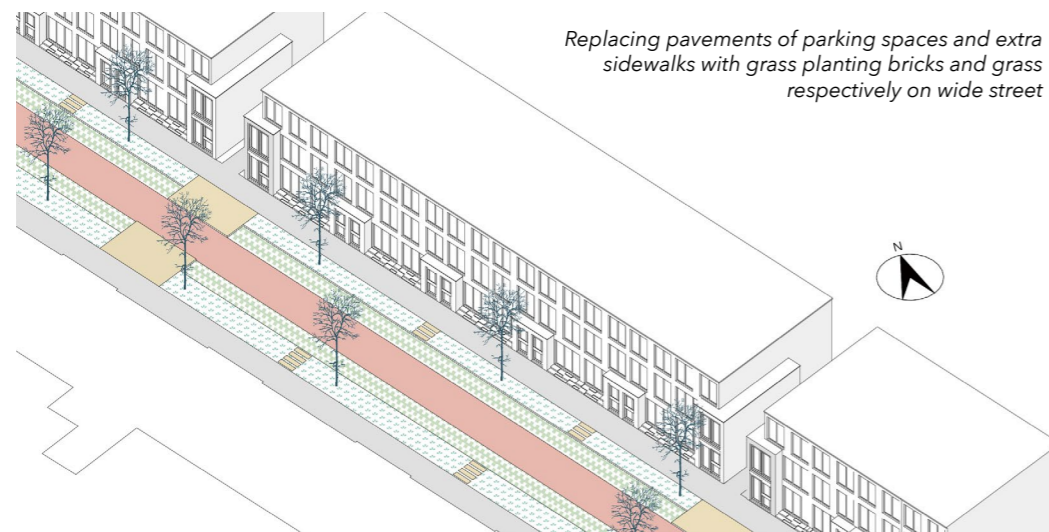 Replacing pavements of parking spaces and extra
sidewalks with grass planting bricks and grass
respectively on wide street
N